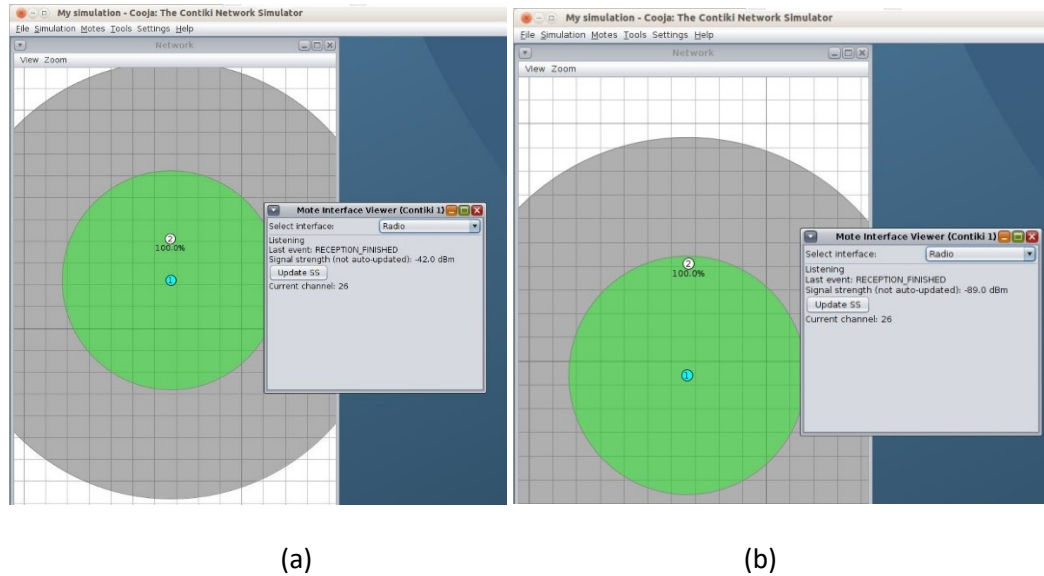 My simulation - Cooja: The Contiki Network Simulator
File Simulation Motes Tools Settings Help
Network
View Zoom
2
100.0%
1
Mote Interface Viewer (Contiki 1)
Select interface: Radio
Listening
Last event: RECEPTION_FINISHED
Signal strength (not auto-updated): -42.0 dBm
Update SS
Current channel: 26
(a)
My simulation - Cooja: The Contiki Network Simulator
File Simulation Motes Tools Settings Help
Network
View Zoom
2
100.0%
1
Mote Interface Viewer (Contiki 1)
Select interface: Radio
Listening
Last event: RECEPTION_FINISHED
Signal strength (not auto-updated): -89.0 dBm
Update SS
Current channel: 26
(b)